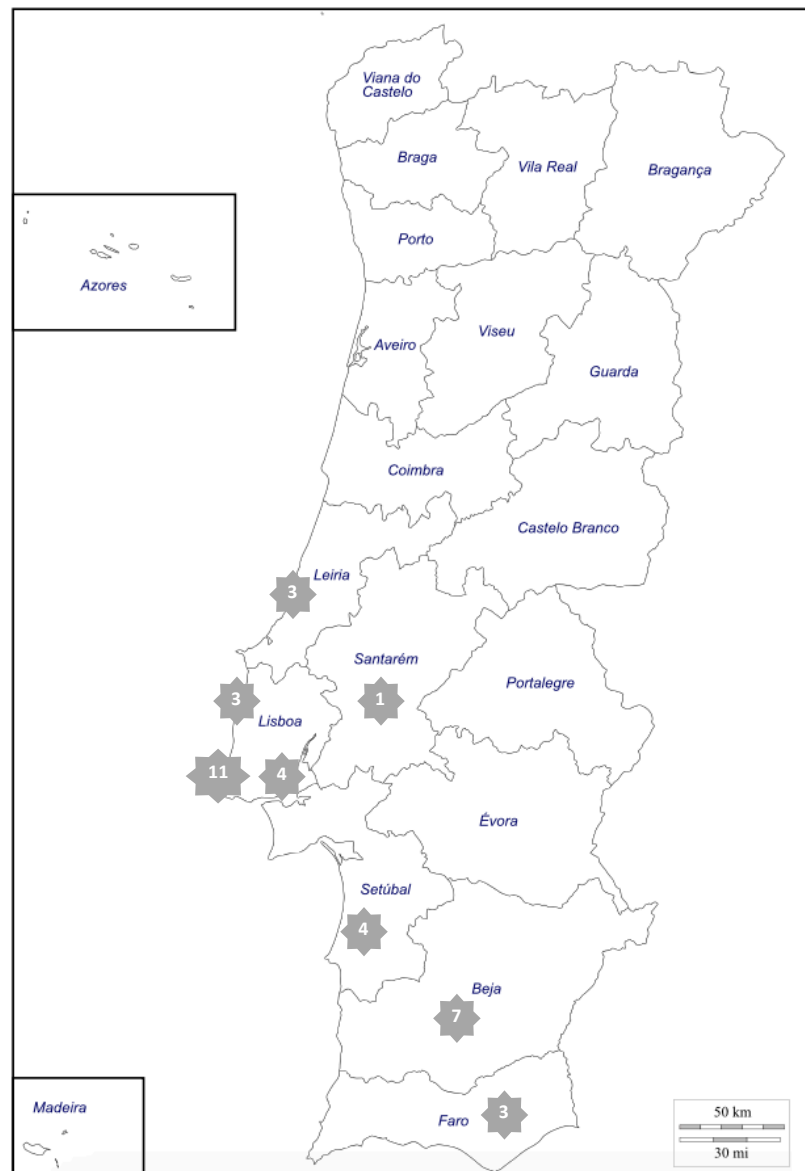 Viana do
Castelo
Braga
Vila Real
Bragança
Porto
Azores
Aveiro
Viseu
Guarda
Coimbra
Castelo Branco
Leiria
3
Santarém
Portalegre
3
1
Lisboa
11
4
Évora
Setúbal
4
Beja
7
Madeira
Faro
3
50 km
30 mi